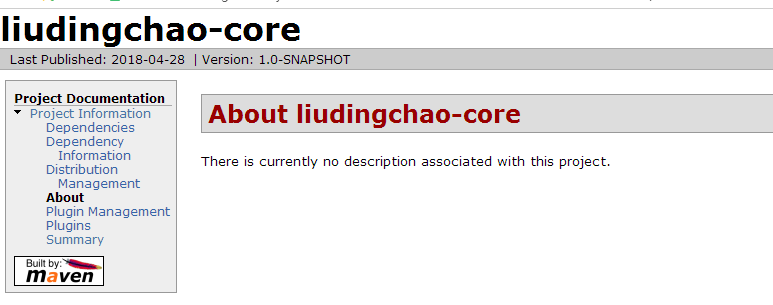 liudingchao-core
Last Published: 2018-04-28 | Version: 1.0-SNAPSHOT
Project Documentation
Project Information
Dependencies
Dependency
Information
Distribution
Management
About
Plugin Management
Plugins
Summary
Built by:
maven
About liudingchao-core
There is currently no description associated with this project.